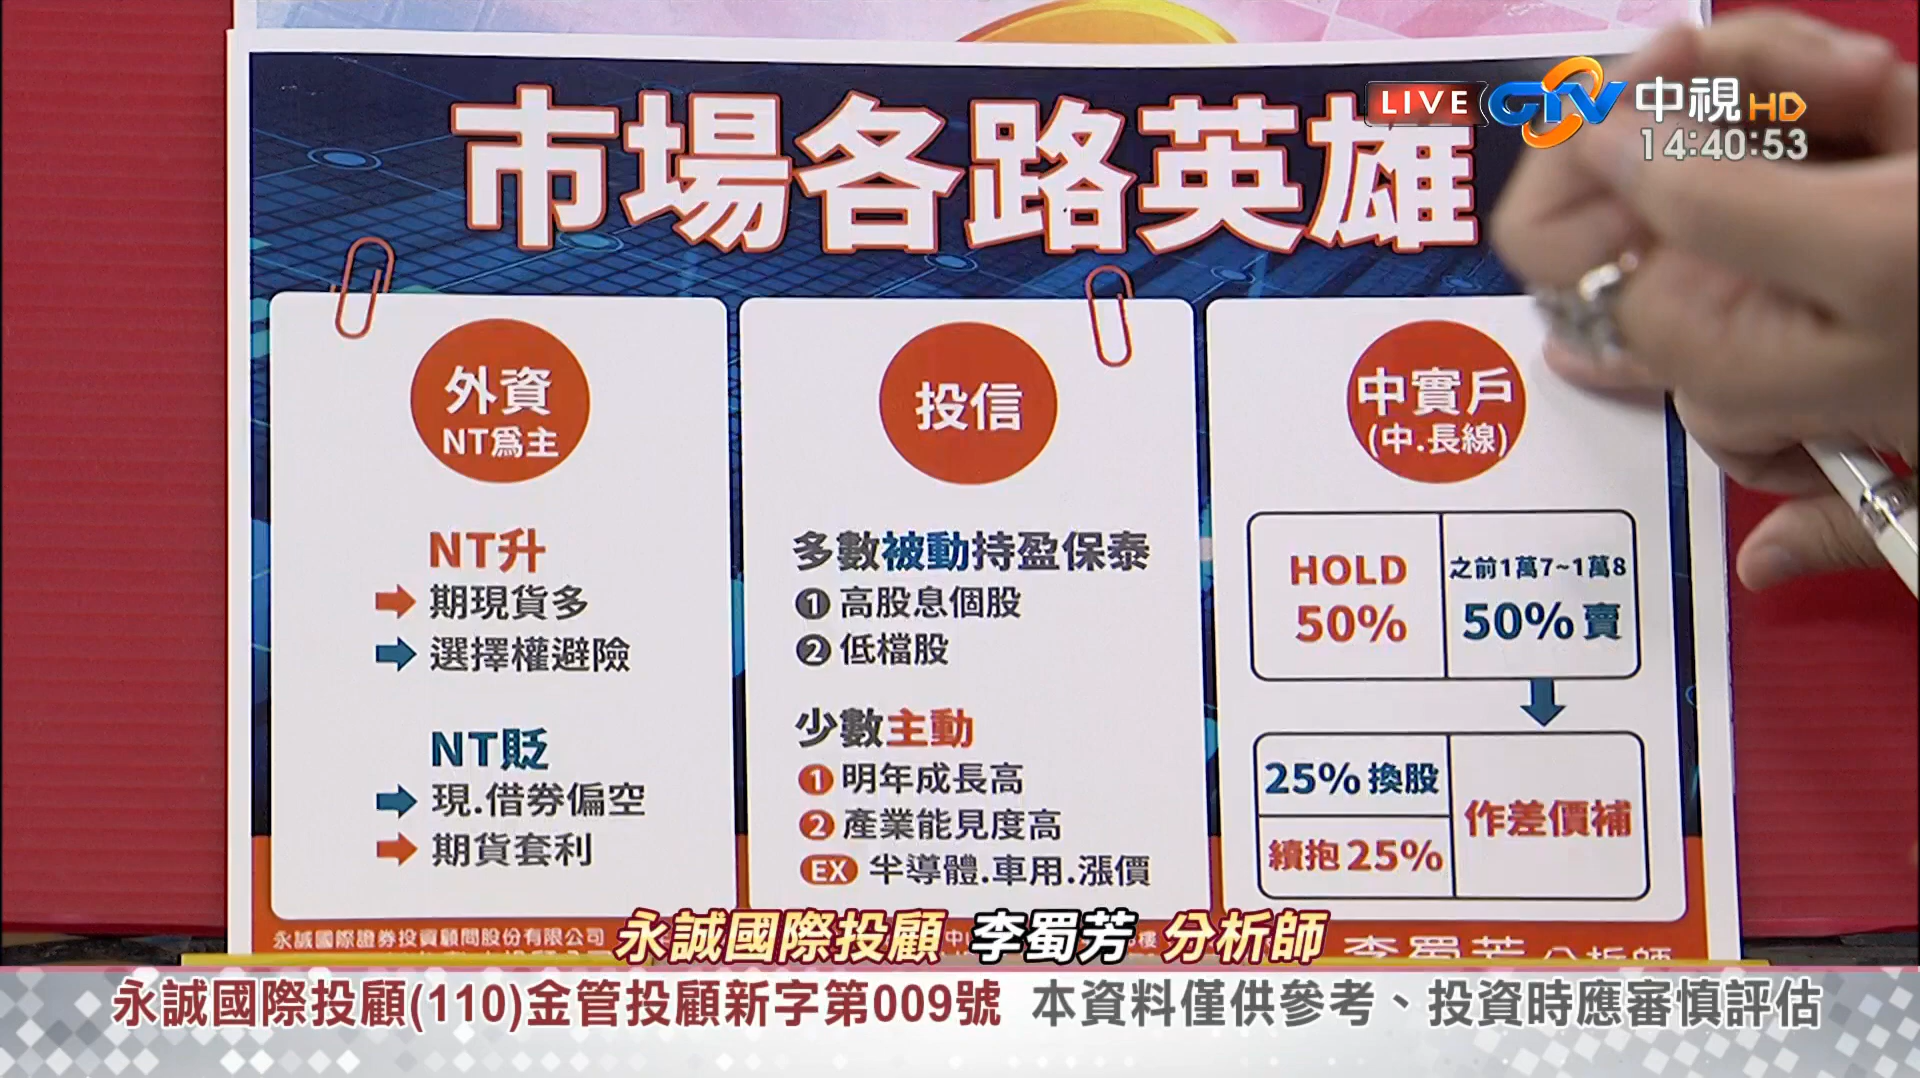 市場各路英雄
LIVE CTV 中視HD
14:40:53
外資
NT為主
NT升
期現貨多
選擇權避險
NT貶
現.借券偏空
期貨套利
投信
多數被動持盈保泰
1 高股息個股
2 低檔股
少數主動
1 明年成長高
2 產業能見度高
EX 半導體.車用.漲價
中實戶
(中.長線)
HOLD
50%
之前1萬7~1萬8
50% 賣
25% 換股
續抱 25%
作差價補
永誠國際證券投資顧問股份有限公司
李蜀芳 分析師
永誠國際投顧 李蜀芳 分析師
永誠國際投顧(110)金管投顧新字第009號 本資料僅供參考、投資時應審慎評估